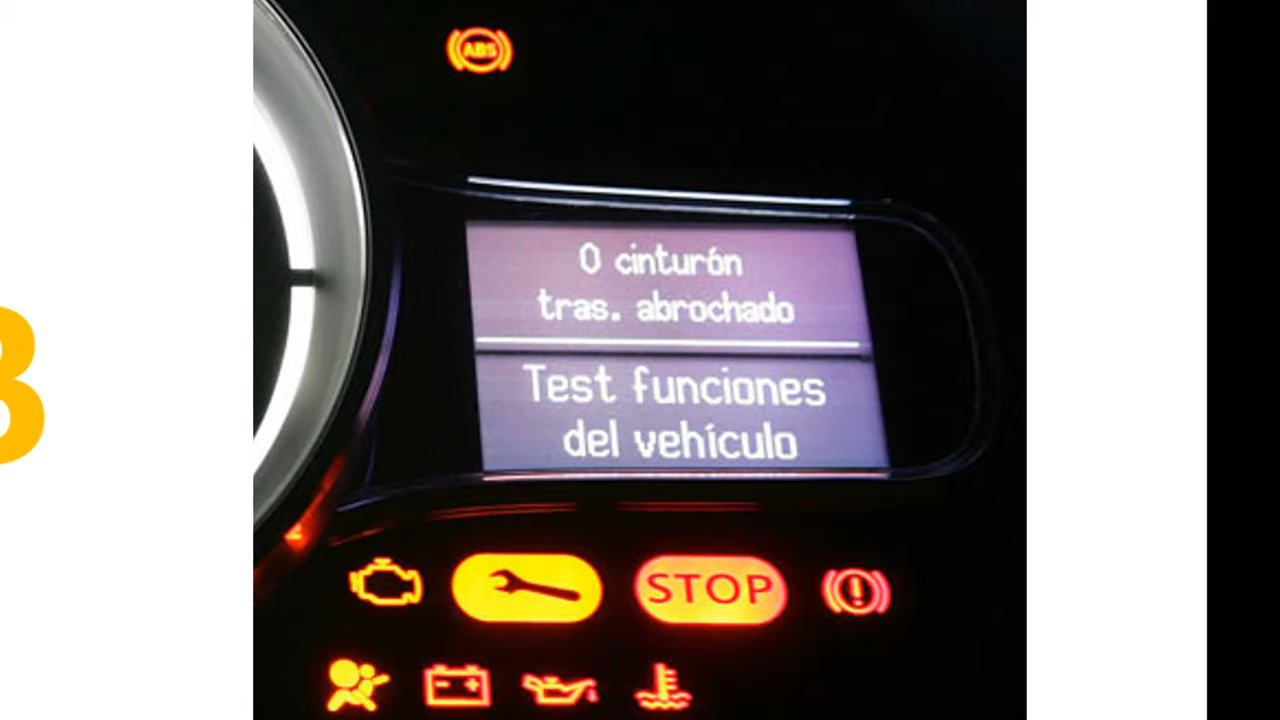 ABS
0 cinturón
tras. abrochado
Test funciones
del vehículo
STOP